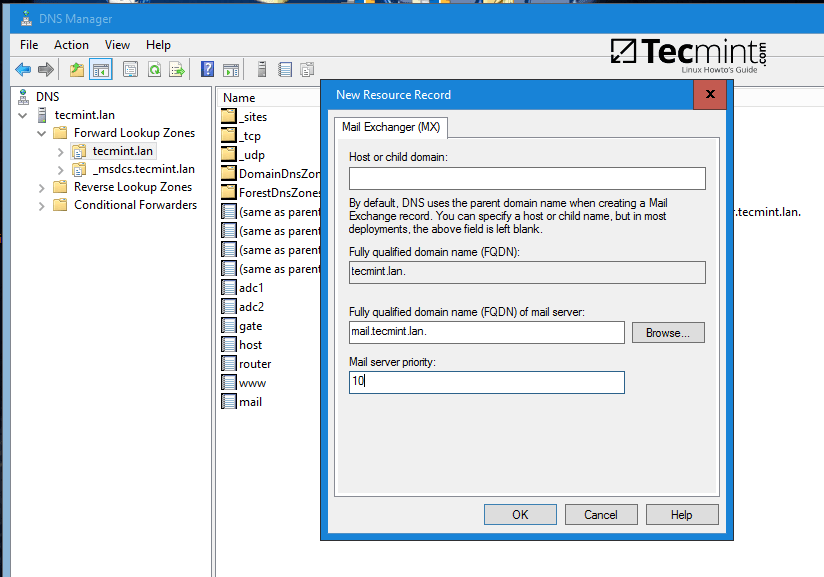 DNS Manager
File Action View Help
Tecmint.com
Linux Howto's Guide
DNS
tecmint.lan
Forward Lookup Zones
tecmint.lan
_msdcs.tecmint.lan
Reverse Lookup Zones
Conditional Forwarders
Name
_sites
_tcp
_udp
DomainDnsZon
ForestDnsZones
(same as parent
(same as parent
(same as parent
(same as parent
adc1
adc2
gate
host
router
www
mail
r.tecmint.lan.
New Resource Record
Mail Exchanger (MX)
Host or child domain:
By default, DNS uses the parent domain name when creating a Mail
Exchange record. You can specify a host or child name, but in most
deployments, the above field is left blank.
Fully qualified domain name (FQDN):
tecmint.lan.
Fully qualified domain name (FQDN) of mail server:
mail.tecmint.lan.
Browse...
Mail server priority:
10
OK Cancel Help